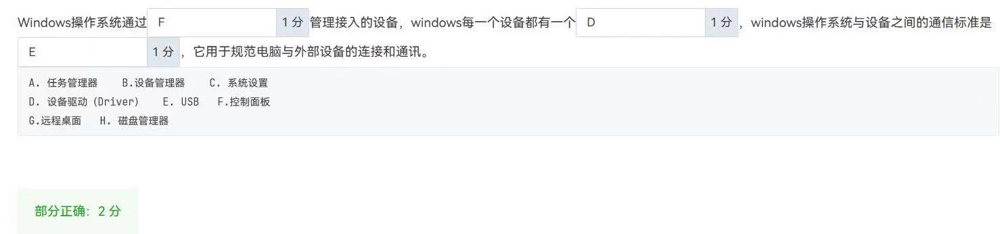 Windows操作系统通过 F 1 分 管理接入的设备，windows每一个设备都有一个 D 1 分 ，windows操作系统与设备之间的通信标准是
E 1 分 ，它用于规范电脑与外部设备的连接和通讯。
A. 任务管理器 B.设备管理器 C. 系统设置
D. 设备驱动（Driver） E. USB F.控制面板
G.远程桌面 H. 磁盘管理器
部分正确：2 分